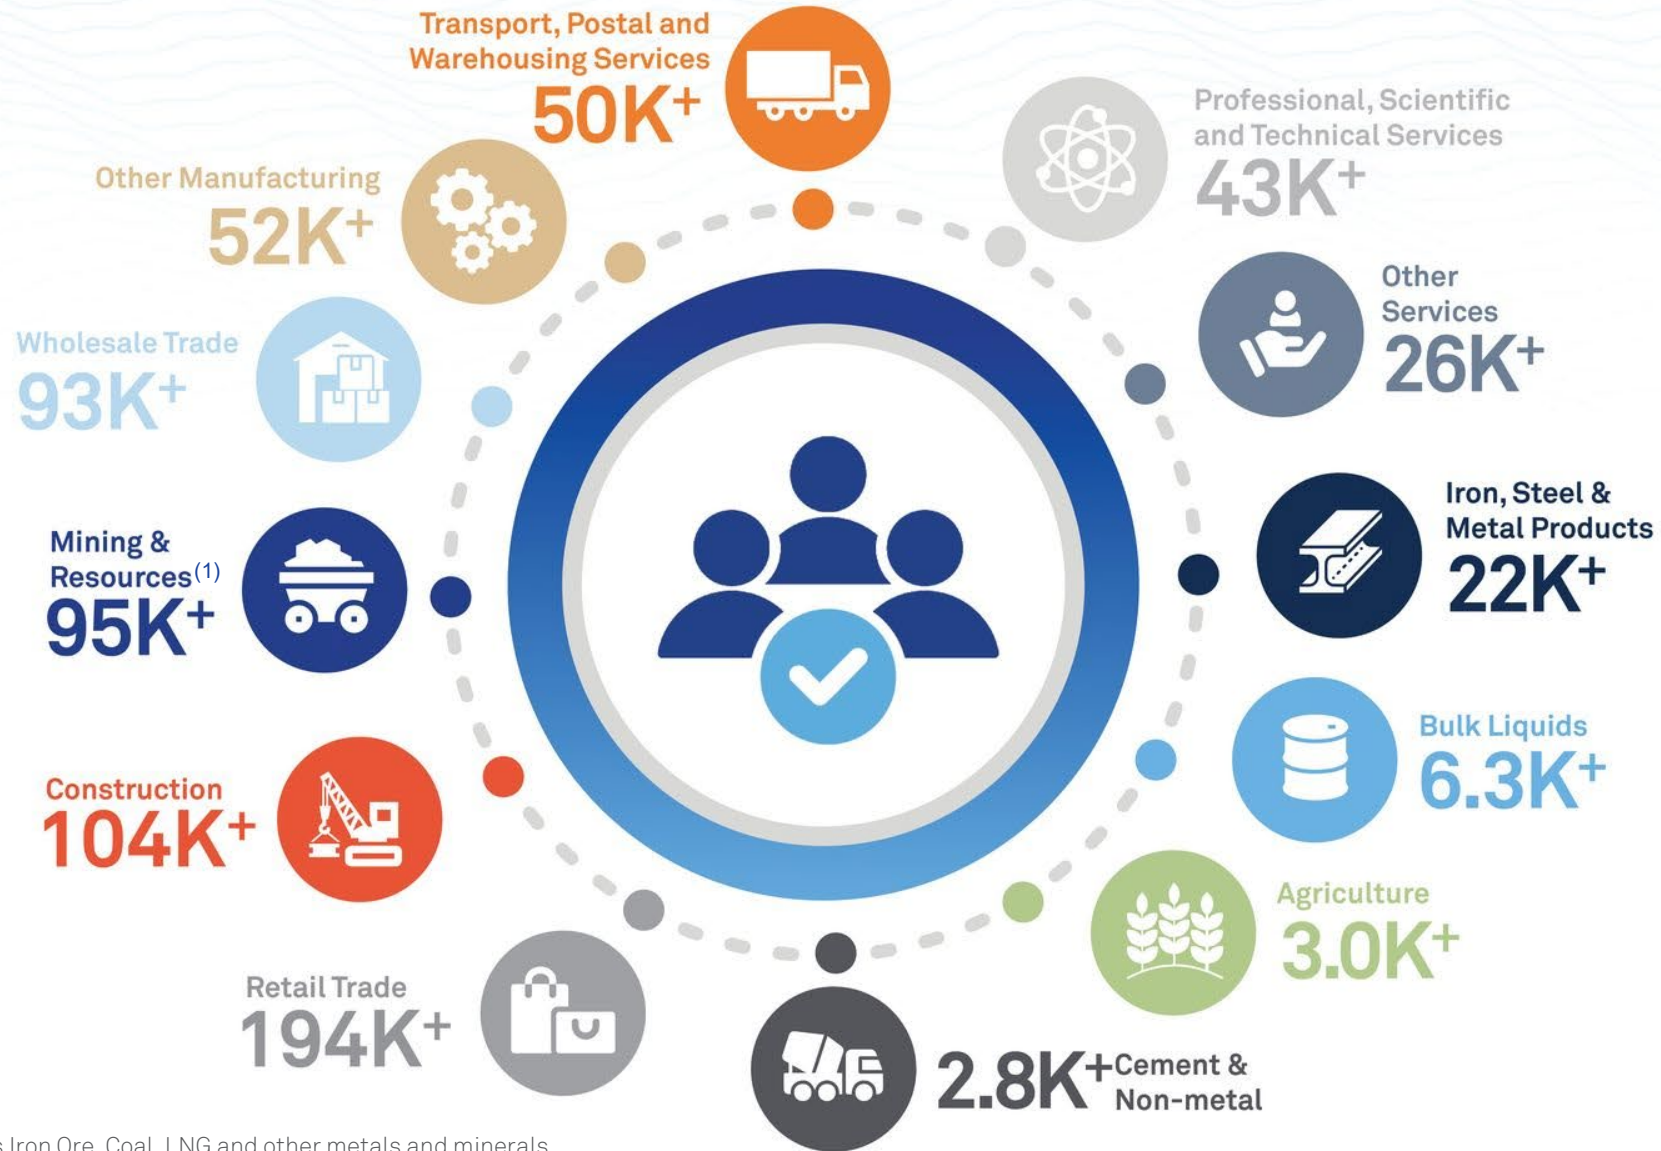 Transport, Postal and
Warehousing Services
50K+
Professional, Scientific
and Technical Services
43K+
Other Manufacturing
52K+
Other
Services
26K+
Wholesale Trade
93K+
Iron, Steel &
Metal Products
22K+
Mining &
Resources(1)
95K+
Bulk Liquids
6.3K+
Construction
104K+
Agriculture
3.0K+
Retail Trade
194K+
2.8K+
Cement &
Non-metal
Iron Ore, Coal, LNG and other metals and minerals